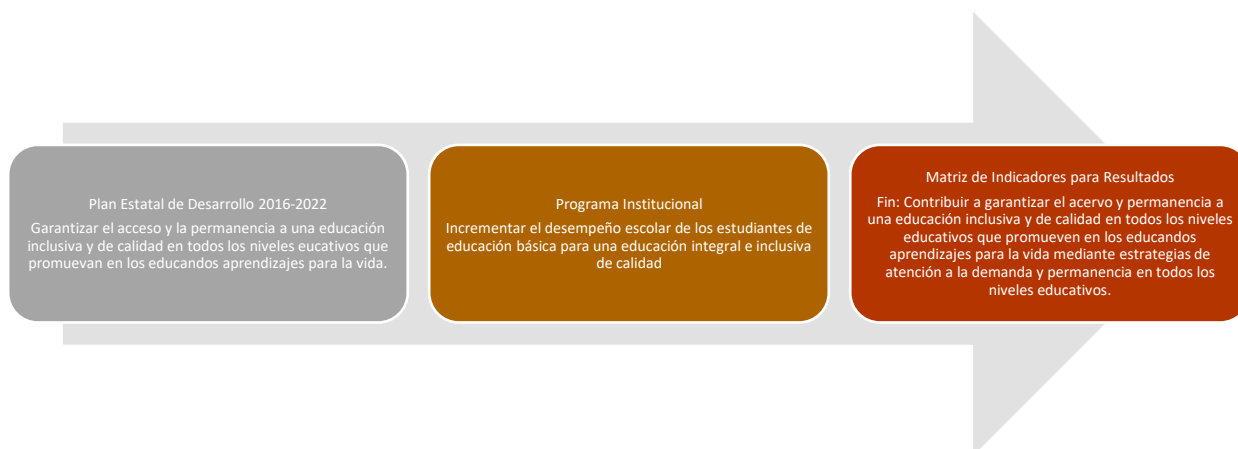 Plan Estatal de Desarrollo 2016-2022
Garantizar el acceso y la permanencia a una educación
inclusiva y de calidad en todos los niveles eucativos que
promuevan en los educandos aprendizajes para la vida.
Programa Institucional
Incrementar el desempeño escolar de los estudiantes de
educación básica para una educación integral e inclusiva
de calidad
Matriz de Indicadores para Resultados
Fin: Contribuir a garantizar el acervo y permanencia a
una educación inclusiva y de calidad en todos los niveles
educativos que promueven en los educandos
aprendizajes para la vida mediante estrategias de
atención a la demanda y permanencia en todos los
niveles educativos.